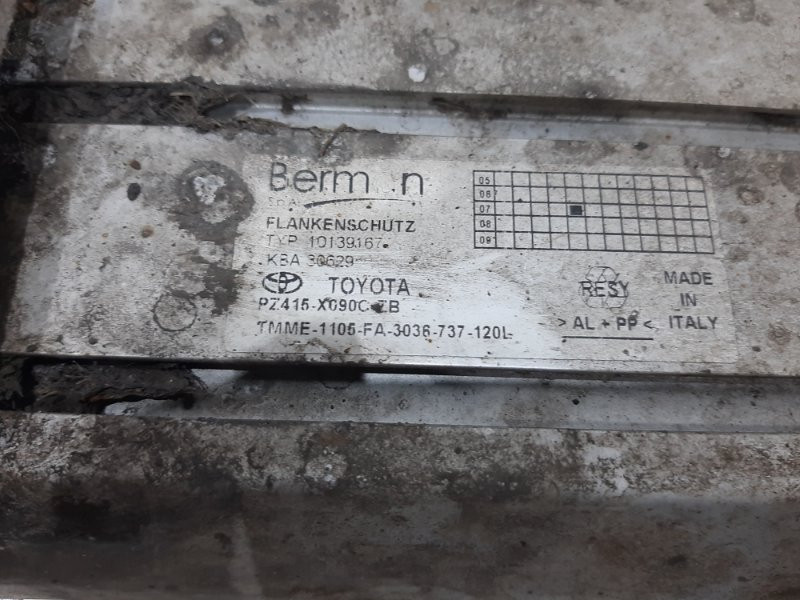 FLANKENSCHUTZ
TYP 10139167
KBA 30629
TOYOTA
PZ415-X090C-ZB
TMME-1105-FA-3036-737-120L
05
06
07
08
09
RESY
> AL + PP <
MADE
IN
ITALY